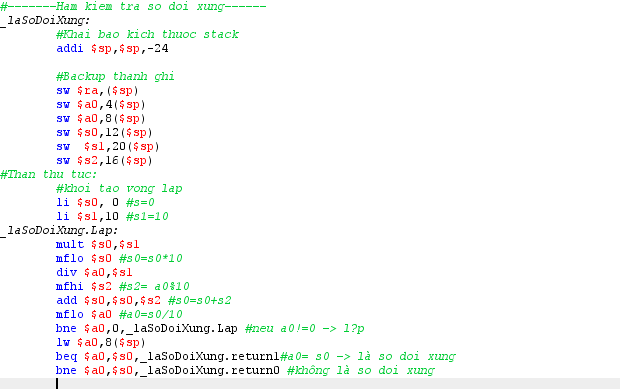 #-------Ham kiem tra so doi xung------
_laSoDoiXung:
#Khai bao kich thuoc stack
addi $sp,$sp,-24
#Backup thanh ghi
sw $ra,($sp)
sw $a0,4($sp)
sw $a0,8($sp)
sw $s0,12($sp)
sw  $s1,20($sp)
sw $s2,16($sp)
#Than thu tuc:
#khoi tao vong lap
li $s0, 0 #s=0
li $s1,10 #s1=10
_laSoDoiXung.Lap:
mult $s0,$s1
mflo $s0 #s0=s0*10
div $a0,$s1
mfhi $s2 #s2= a0%10
add $s0,$s0,$s2 #s0=s0+s2
mflo $a0 #a0=s0/10
bne $a0,0,_laSoDoiXung.Lap #neu a0!=0 -> l?p
lw $a0,8($sp)
beq $a0,$s0,_laSoDoiXung.return1#a0= s0 -> là so doi xung
bne $a0,$s0,_laSoDoiXung.return0 #không là so doi xung